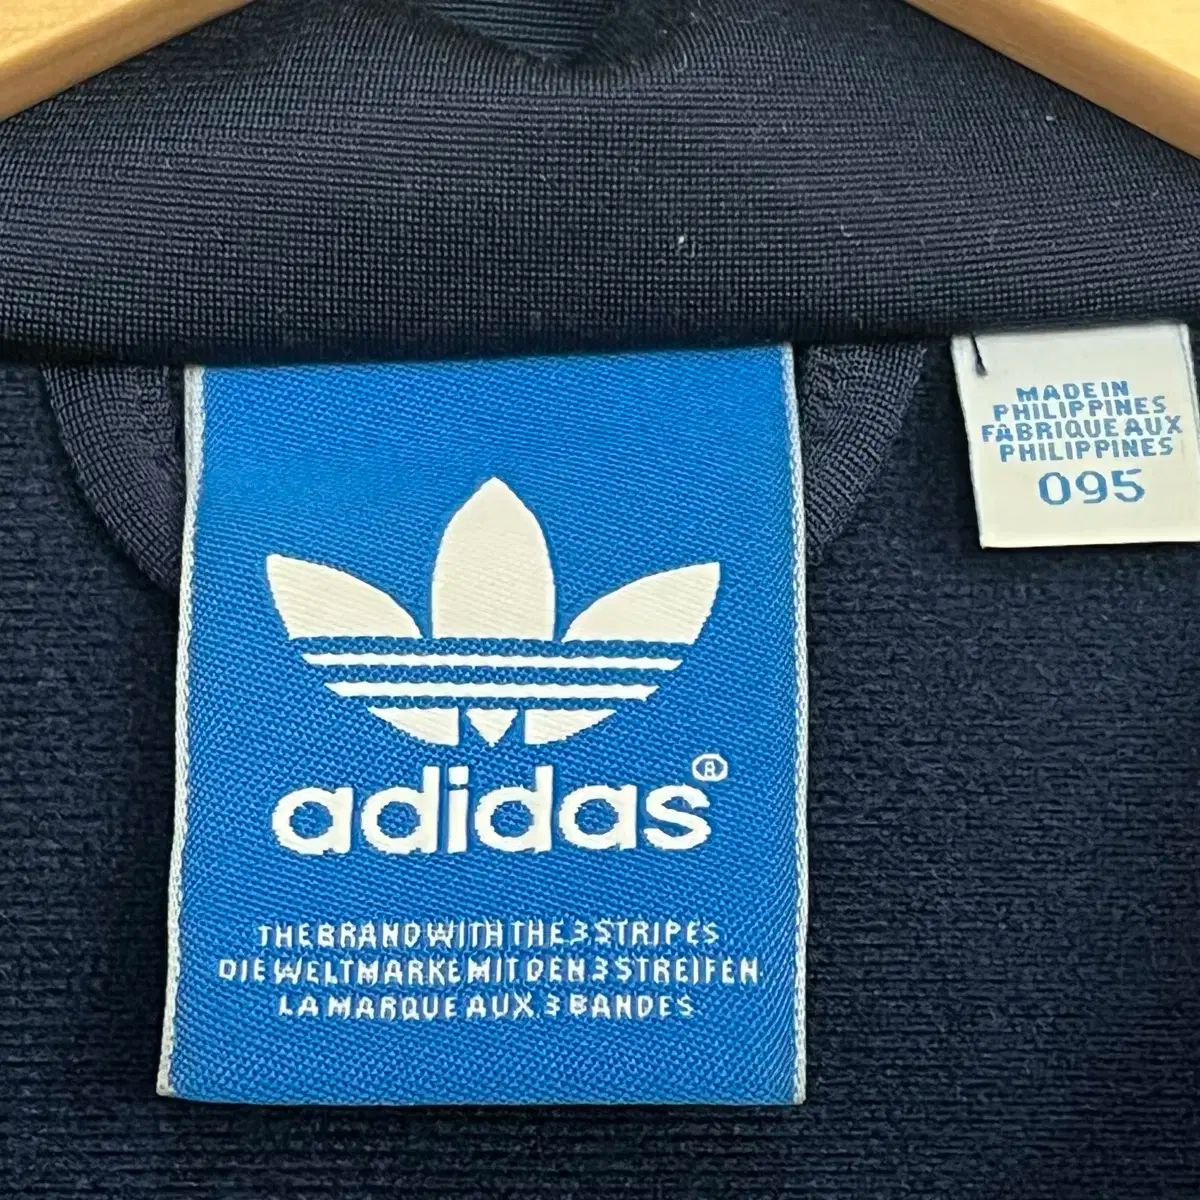 adidas®
THE BRAND WITH THE 3 STRIPES
DIE WELTMARKE MIT DEN 3 STREIFEN
LA MARQUE AUX 3 BANDES
MADE IN
PHILIPPINES
FABRIQUE AUX
PHILIPPINES
095